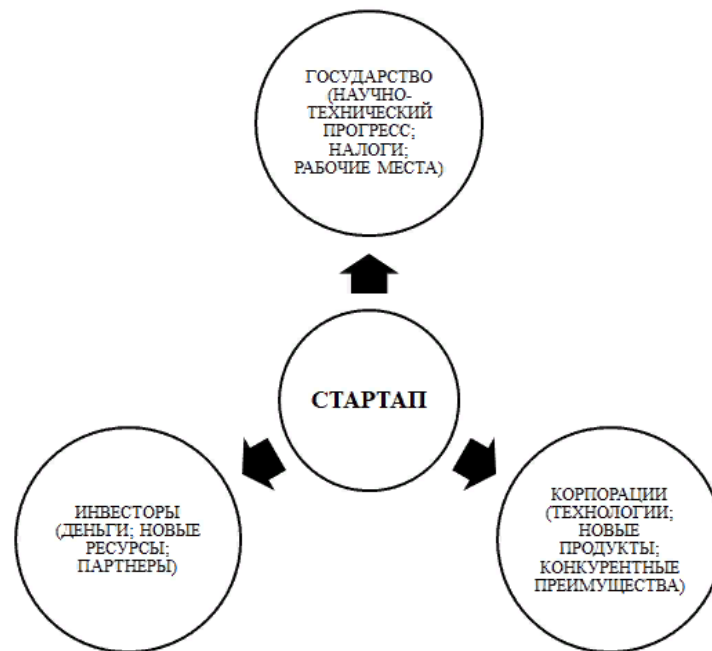 ГОСУДАРСТВО
(НАУЧНО-
ТЕХНИЧЕСКИЙ
ПРОГРЕСС;
НАЛОГИ;
РАБОЧИЕ МЕСТА)
СТАРТАП
ИНВЕСТОРЫ
(ДЕНЬГИ; НОВЫЕ
РЕСУРСЫ;
ПАРТНЕРЫ)
КОРПОРАЦИИ
(ТЕХНОЛОГИИ;
НОВЫЕ
ПРОДУКТЫ;
КОНКУРЕНТНЫЕ
ПРЕИМУЩЕСТВА)